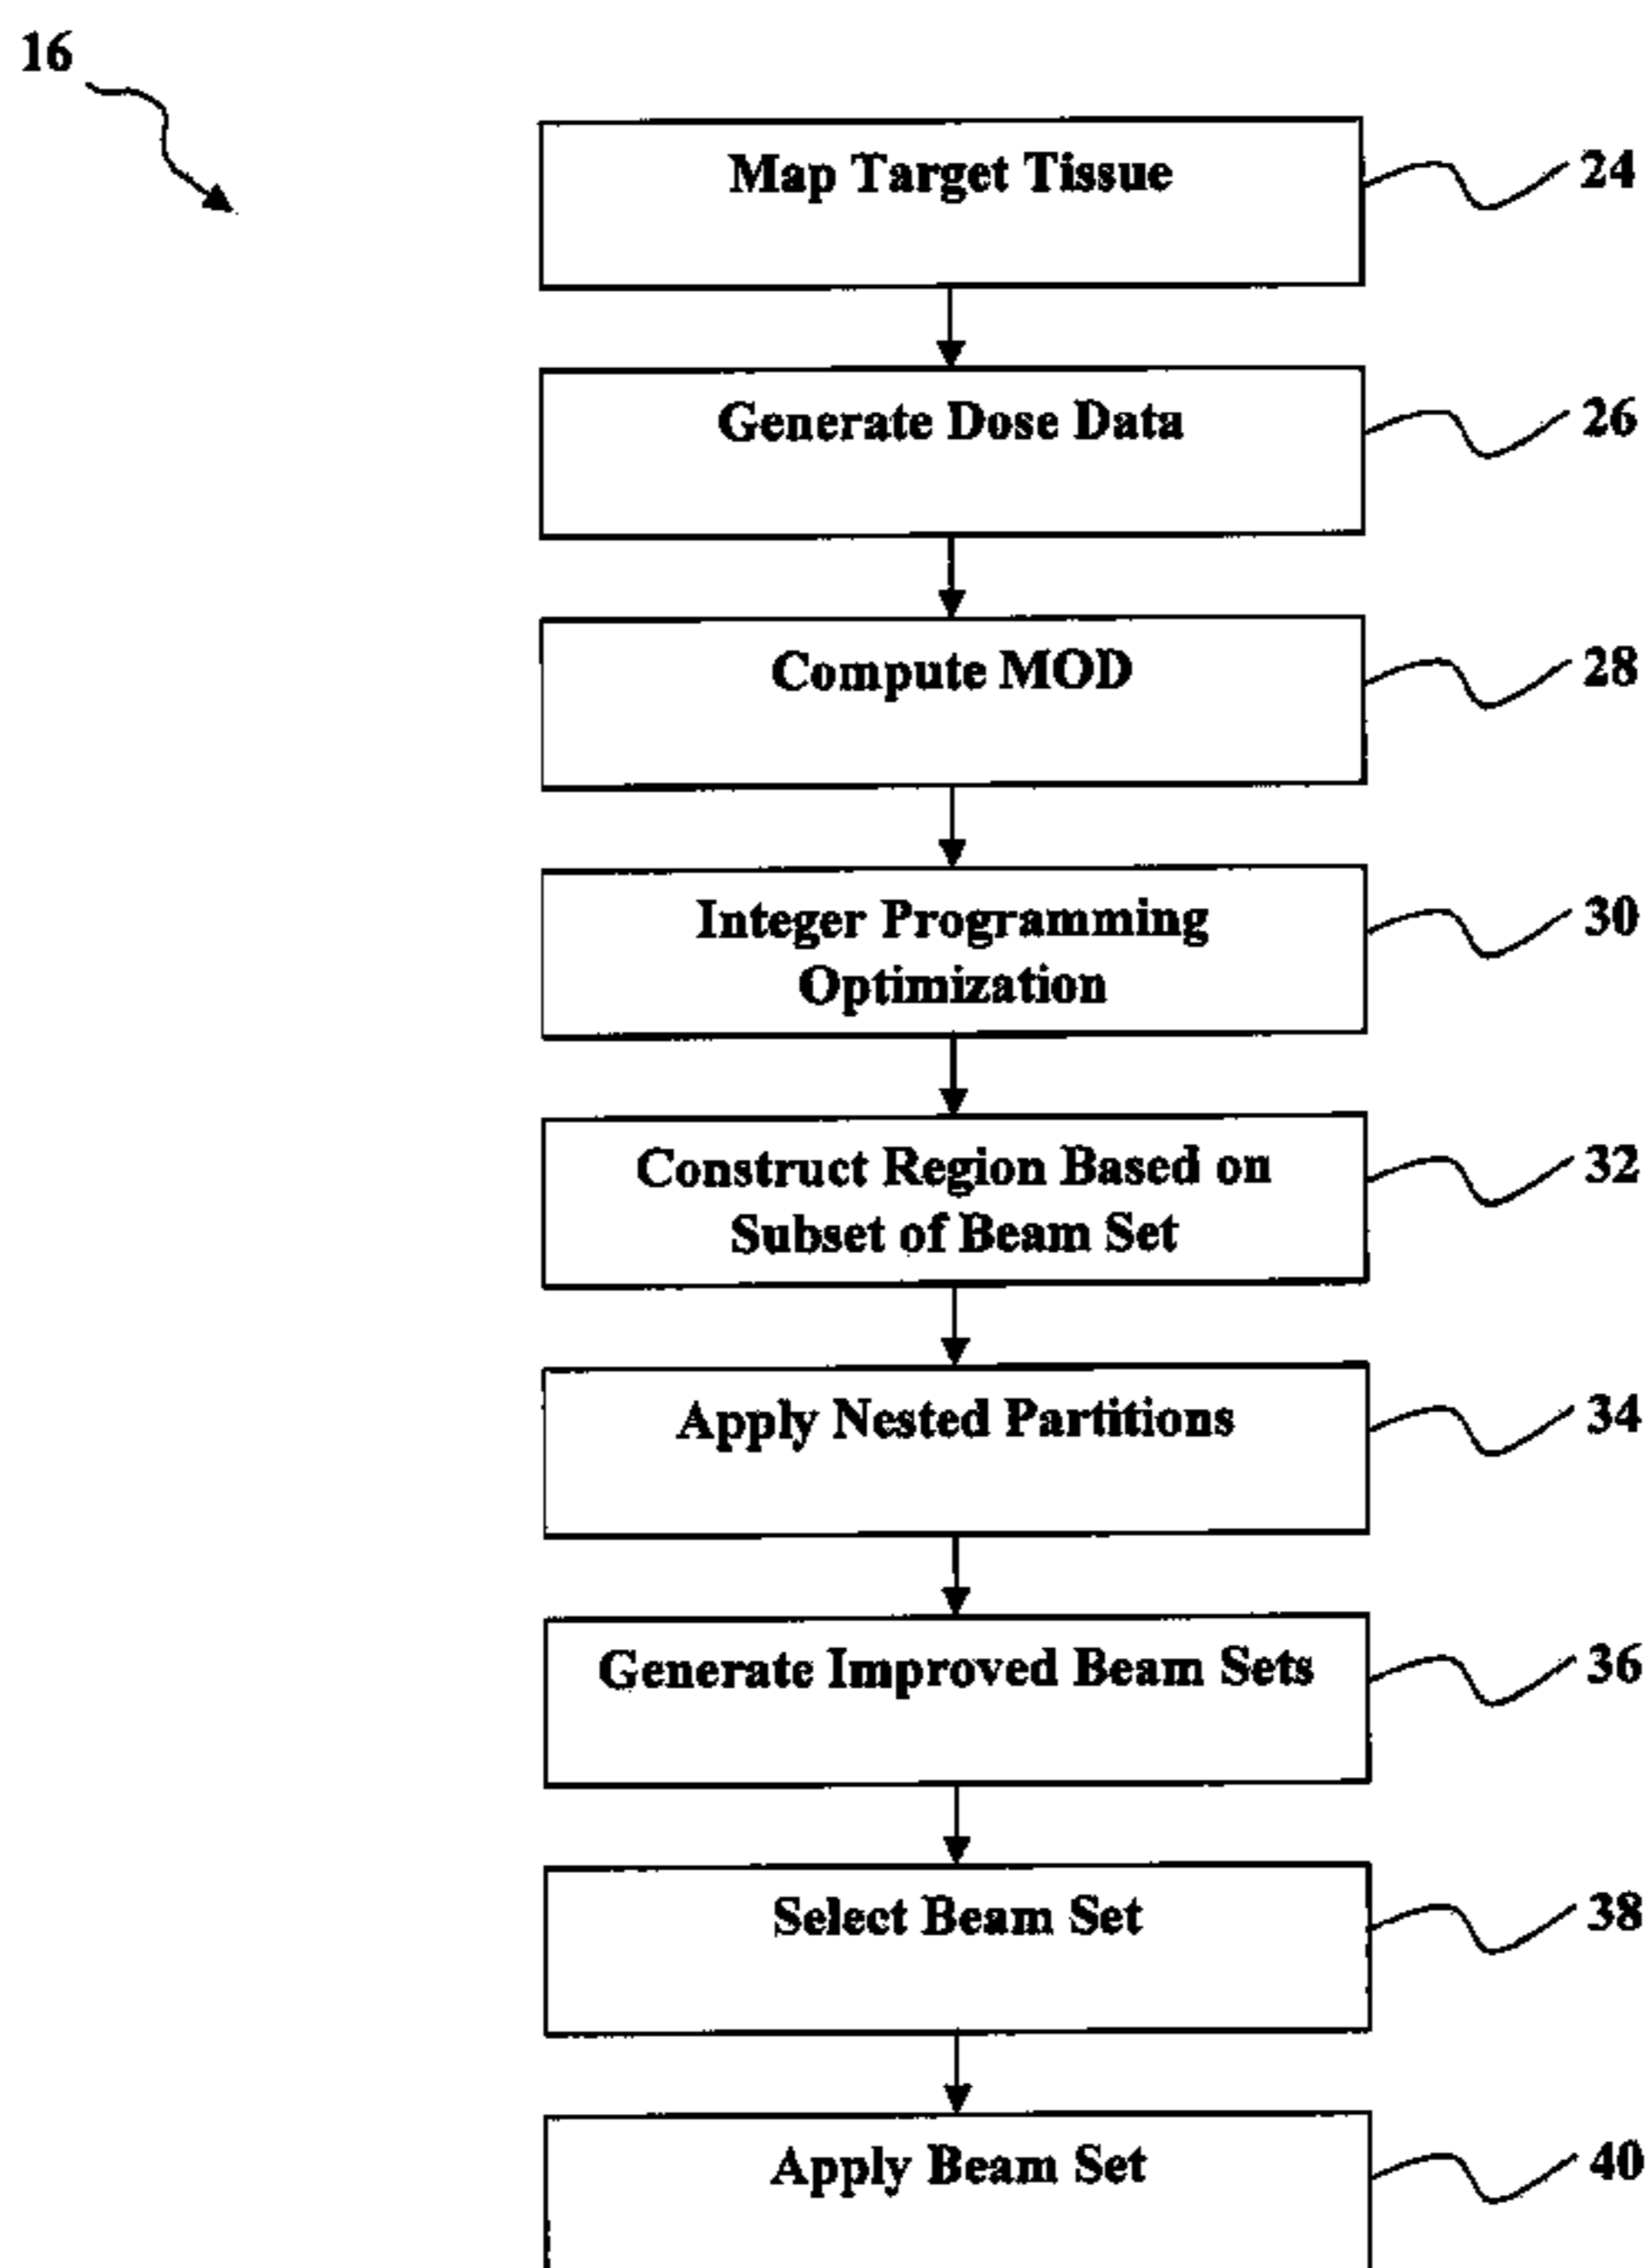 16
Map Target Tissue
24
Generate Dose Data
26
Compute MOD
28
Integer Programming
Optimization
30
Construct Region Based on
Subset of Beam Set
32
Apply Nested Partitions
34
Generate Improved Beam Sets
36
Select Beam Set
38
Apply Beam Set
40